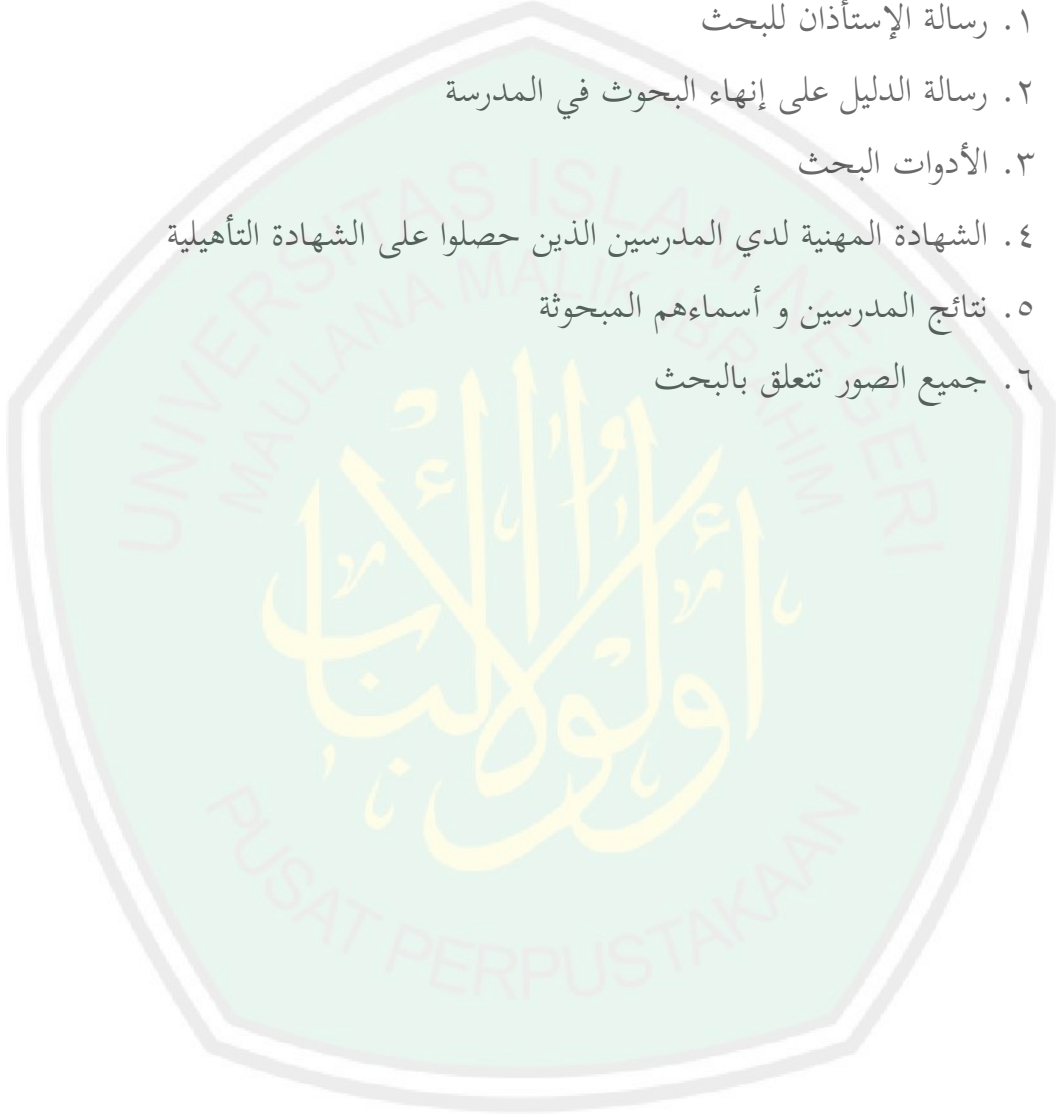 ١. رسالة الإستأذان للبحث
٢. رسالة الدليل على إنهاء البحوث في المدرسة
٣. الأدوات البحث
٤. الشهادة المهنية لدي المدرسين الذين حصلوا على الشهادة التأهيلية
٥. نتائج المدرسين و أسماءهم المبحوثة
٦. جميع الصور تتعلق بالبحث
UNIVERSITAS ISLAM NEGERI
MAULANA MALIK IBRAHIM
أولوا الألباب
PUSAT PERPUSTAKAAN